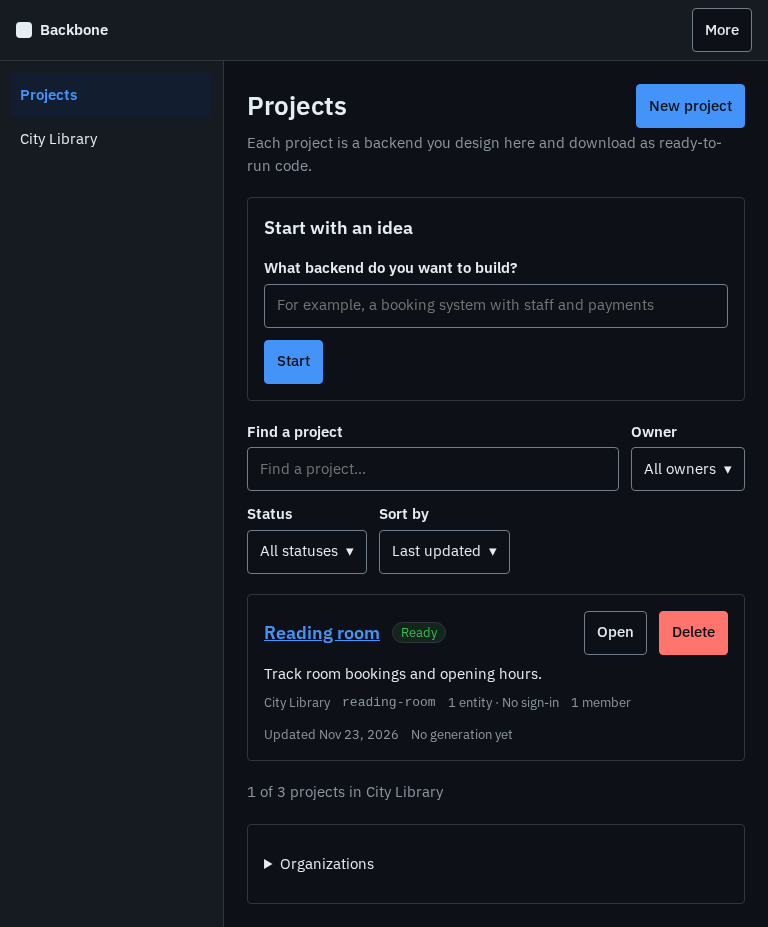 Backbone
More
Projects
City Library
Projects
New project
Each project is a backend you design here and download as ready-to-
run code.
Start with an idea
What backend do you want to build?
For example, a booking system with staff and payments
Start
Find a project
Owner
Find a project...
All owners ▾
Status
Sort by
All statuses ▾
Last updated ▾
Reading room
Ready
Open
Delete
Track room bookings and opening hours.
City Library reading-room 1 entity · No sign-in 1 member
Updated Nov 23, 2026 No generation yet
1 of 3 projects in City Library
Organizations